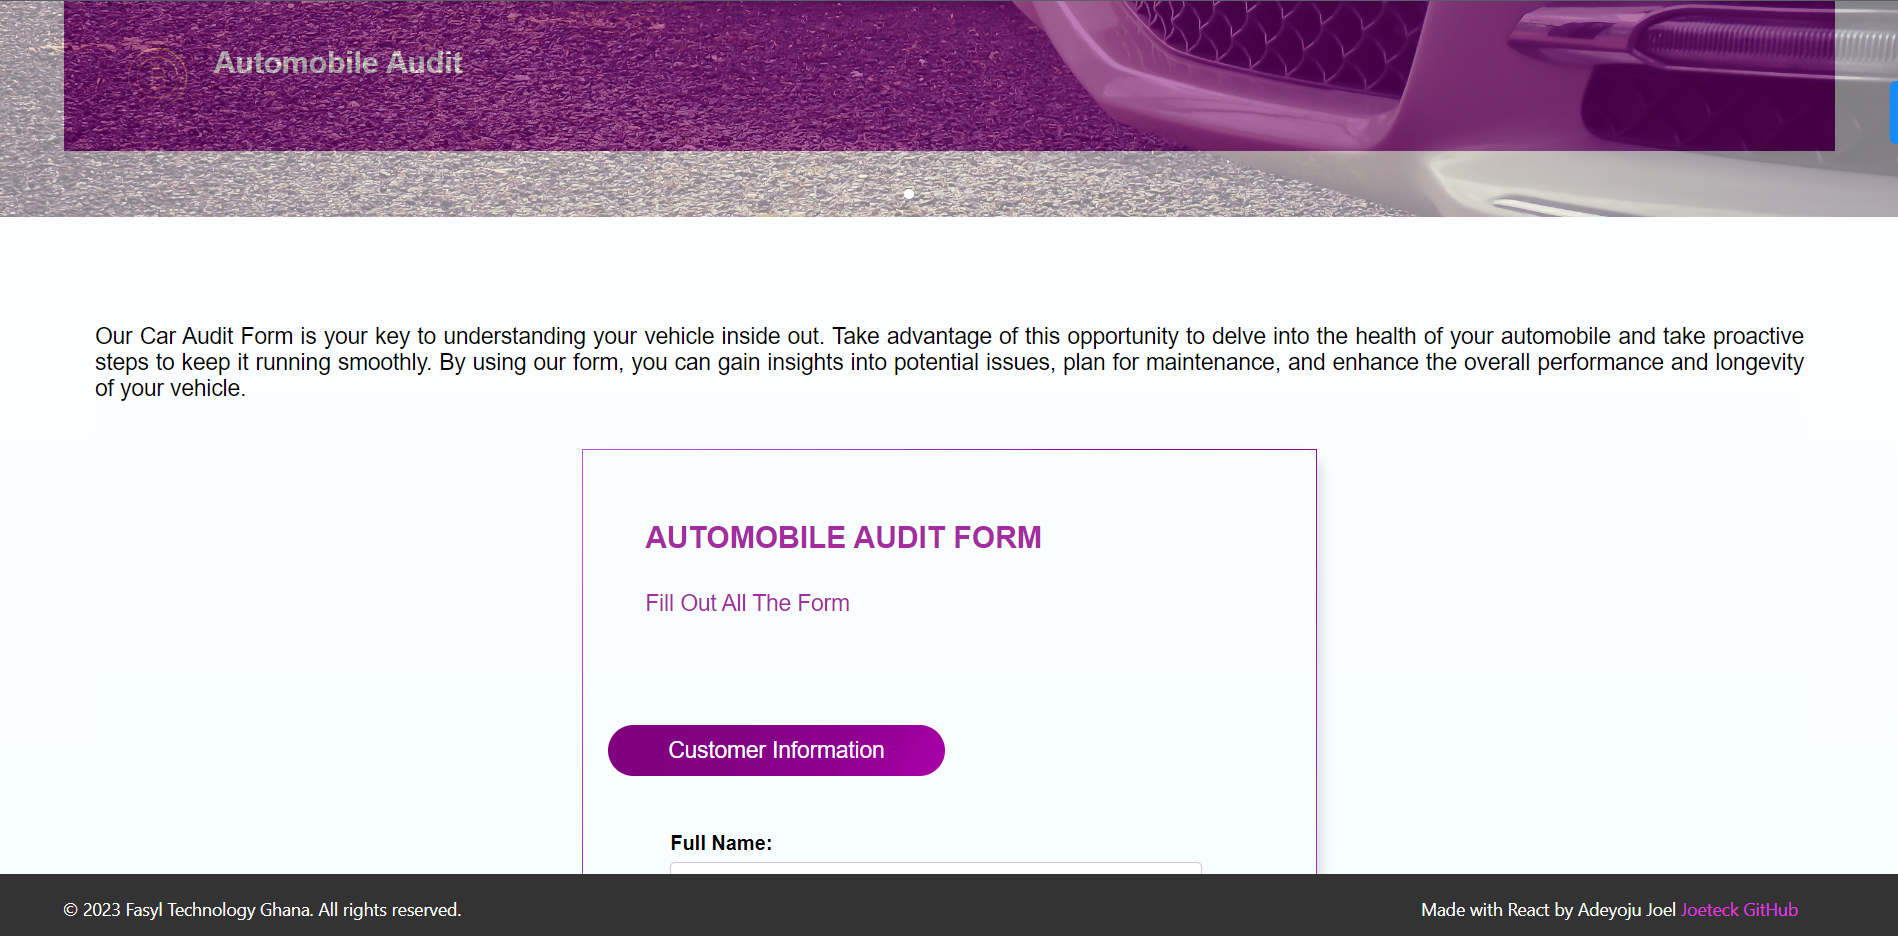 Automobile Audit
Our Car Audit Form is your key to understanding your vehicle inside out. Take advantage of this opportunity to delve into the health of your automobile and take proactive
steps to keep it running smoothly. By using our form, you can gain insights into potential issues, plan for maintenance, and enhance the overall performance and longevity
of your vehicle.
AUTOMOBILE AUDIT FORM
Fill Out All The Form
Customer Information
Full Name:
© 2023 Fasyl Technology Ghana. All rights reserved.
Made with React by Adeyoju Joel Joeteck GitHub